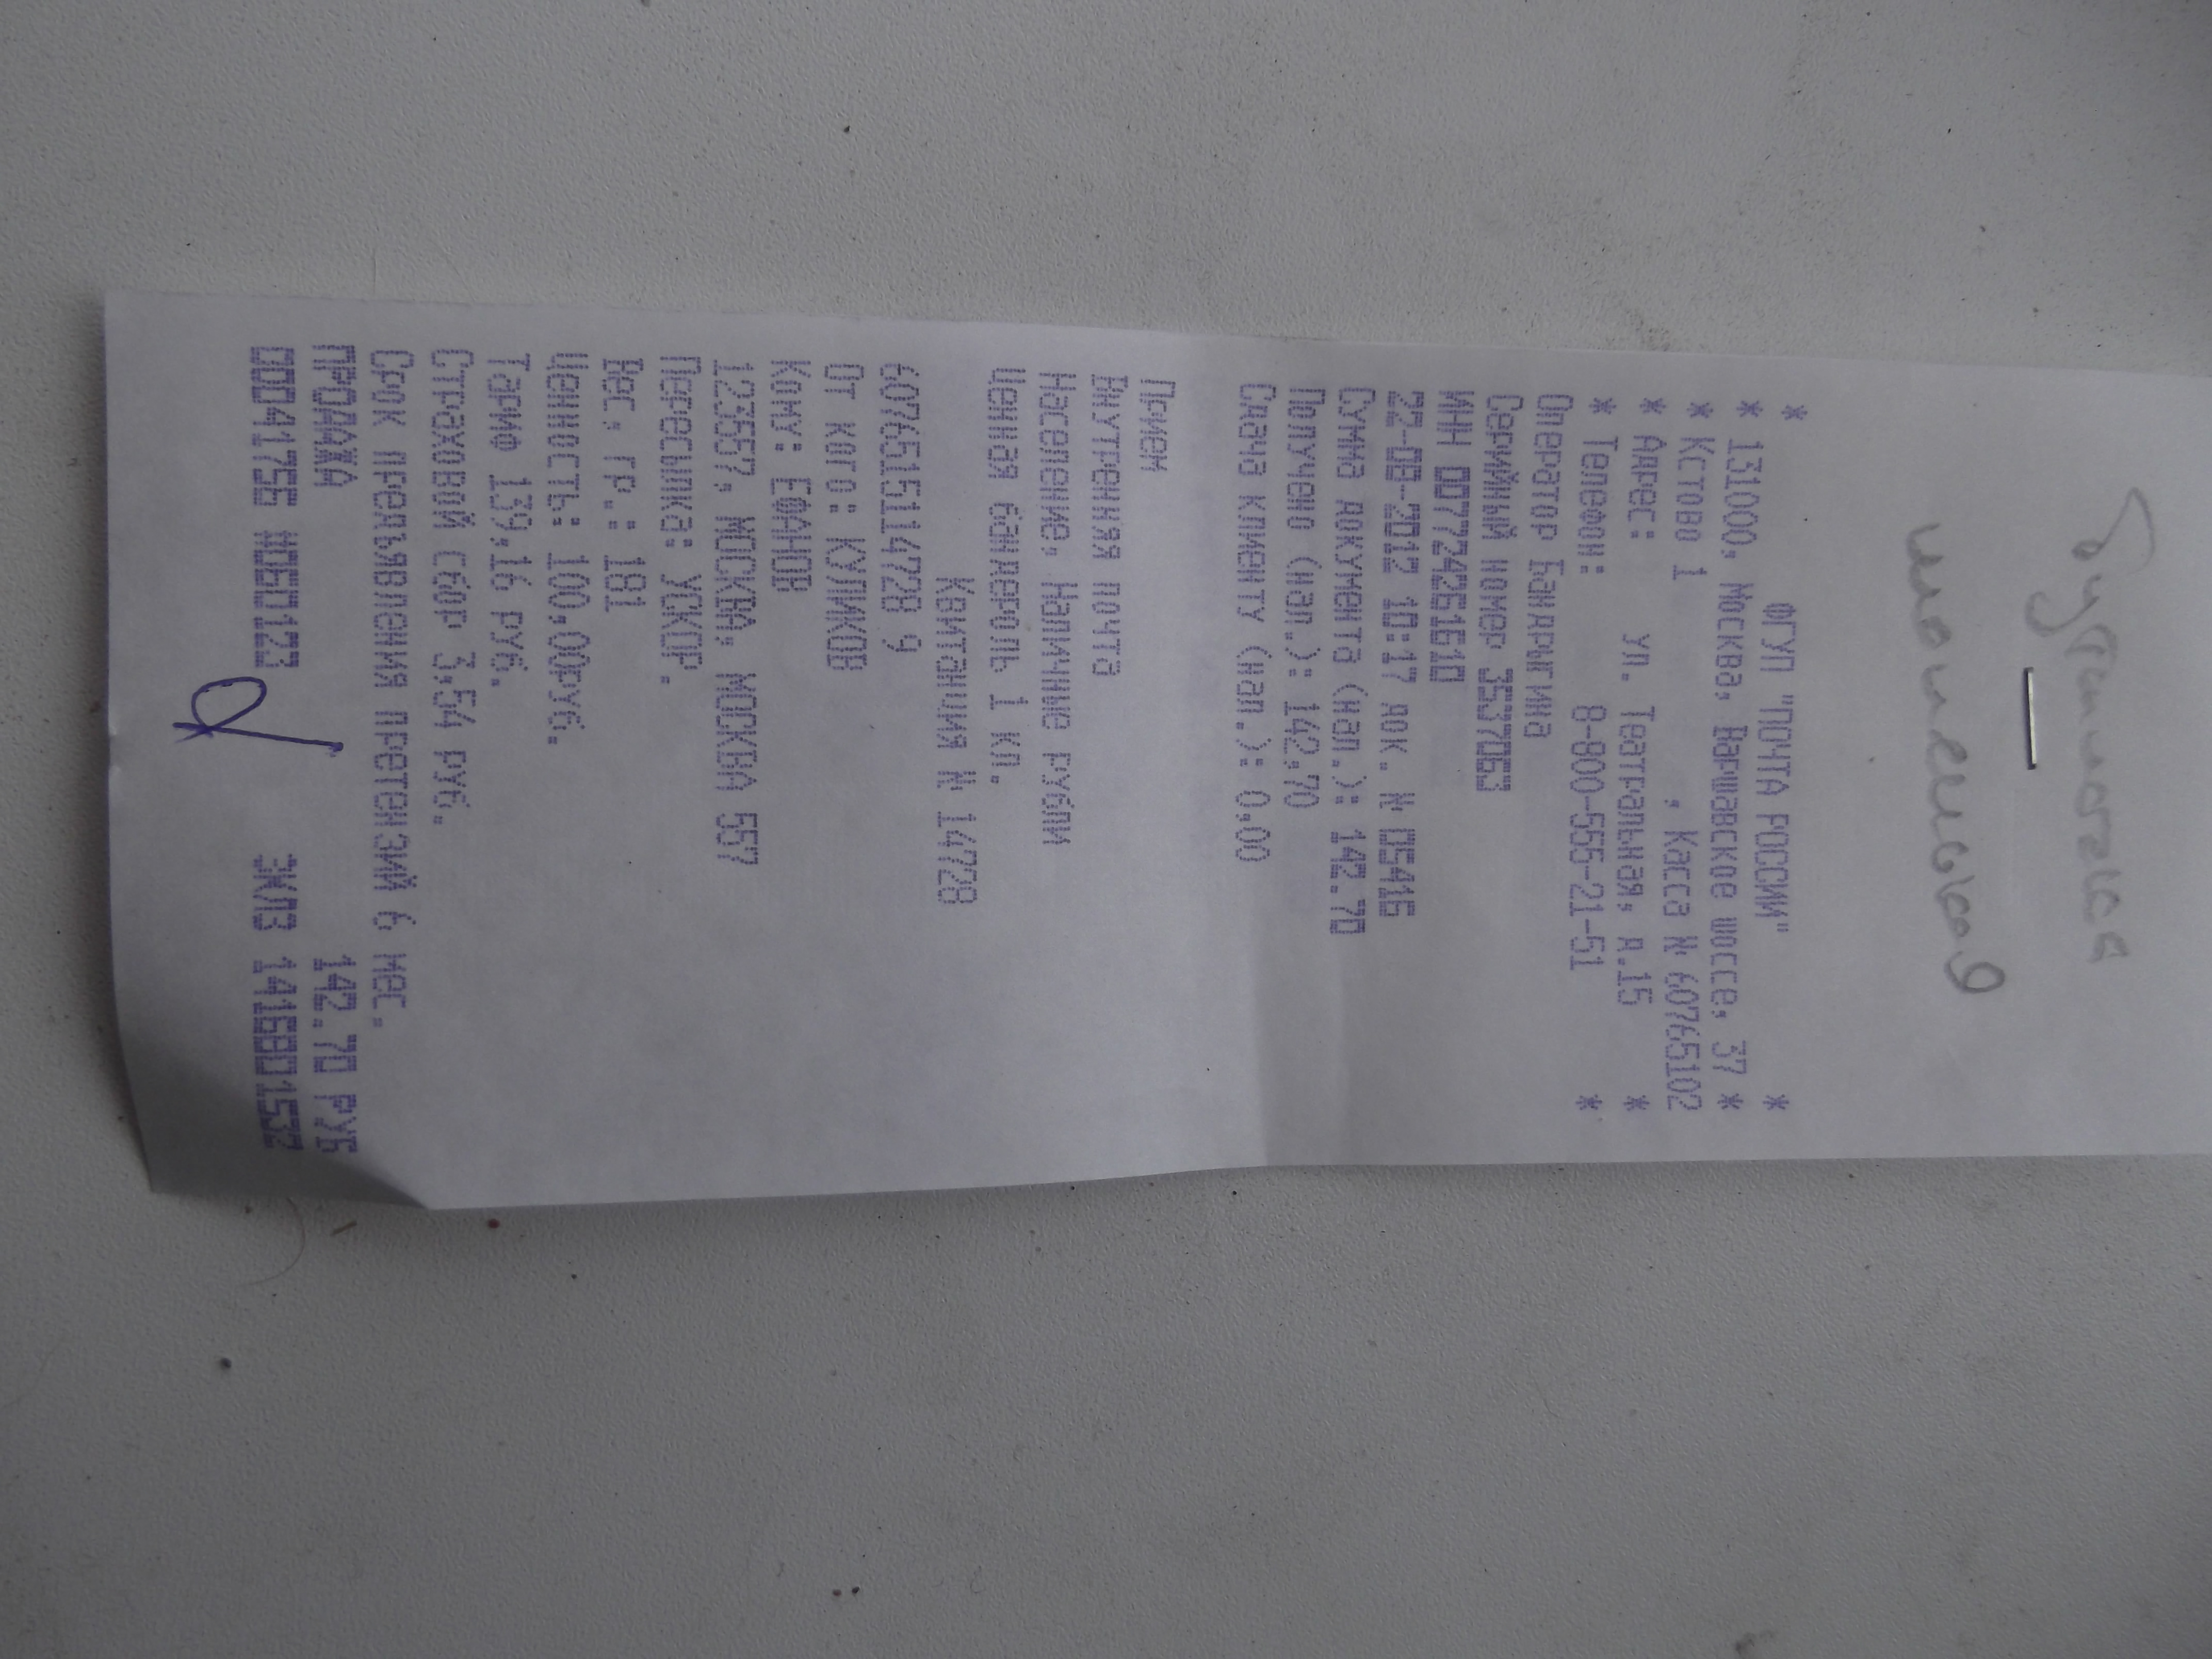 * ФГУП "ПОЧТА РОССИИ" *
* 131000, Москва, Варшавское шоссе, 37 *
* Кстово 1 , Касса N 60765102
* Адрес: ул. Театральная, д.15 *
* Телефон: 8-800-555-21-51 *
Оператор Бандыгина
Серийный номер 3537063
ИНН 007724261610
22-08-2012 10:17 док. N 05416
Сумма документа (нал.): 142.70
Получено (нал.): 142,70
Сдача клиенту (нал.): 0,00
Прием
Внутренняя почта
Население, Наличные рубли
Ценная бандероль 1 кл.
Квитанция N 14728
6076515114728 9
От кого: КУЛИКОВ
Кому: ЕФАНОВ
123557, МОСКВА, МОСКВА 557
Пересылка: УСКОР.
Вес, гр.: 181
Ценность: 100,00руб.
Тариф 139,16 руб.
Страховой сбор 3,54 руб.
Срок предъявления претензий 6 мес.
ПРОДАЖА 142.70 РУБ
00041756 #060123 ЭКЛЗ 1416801532